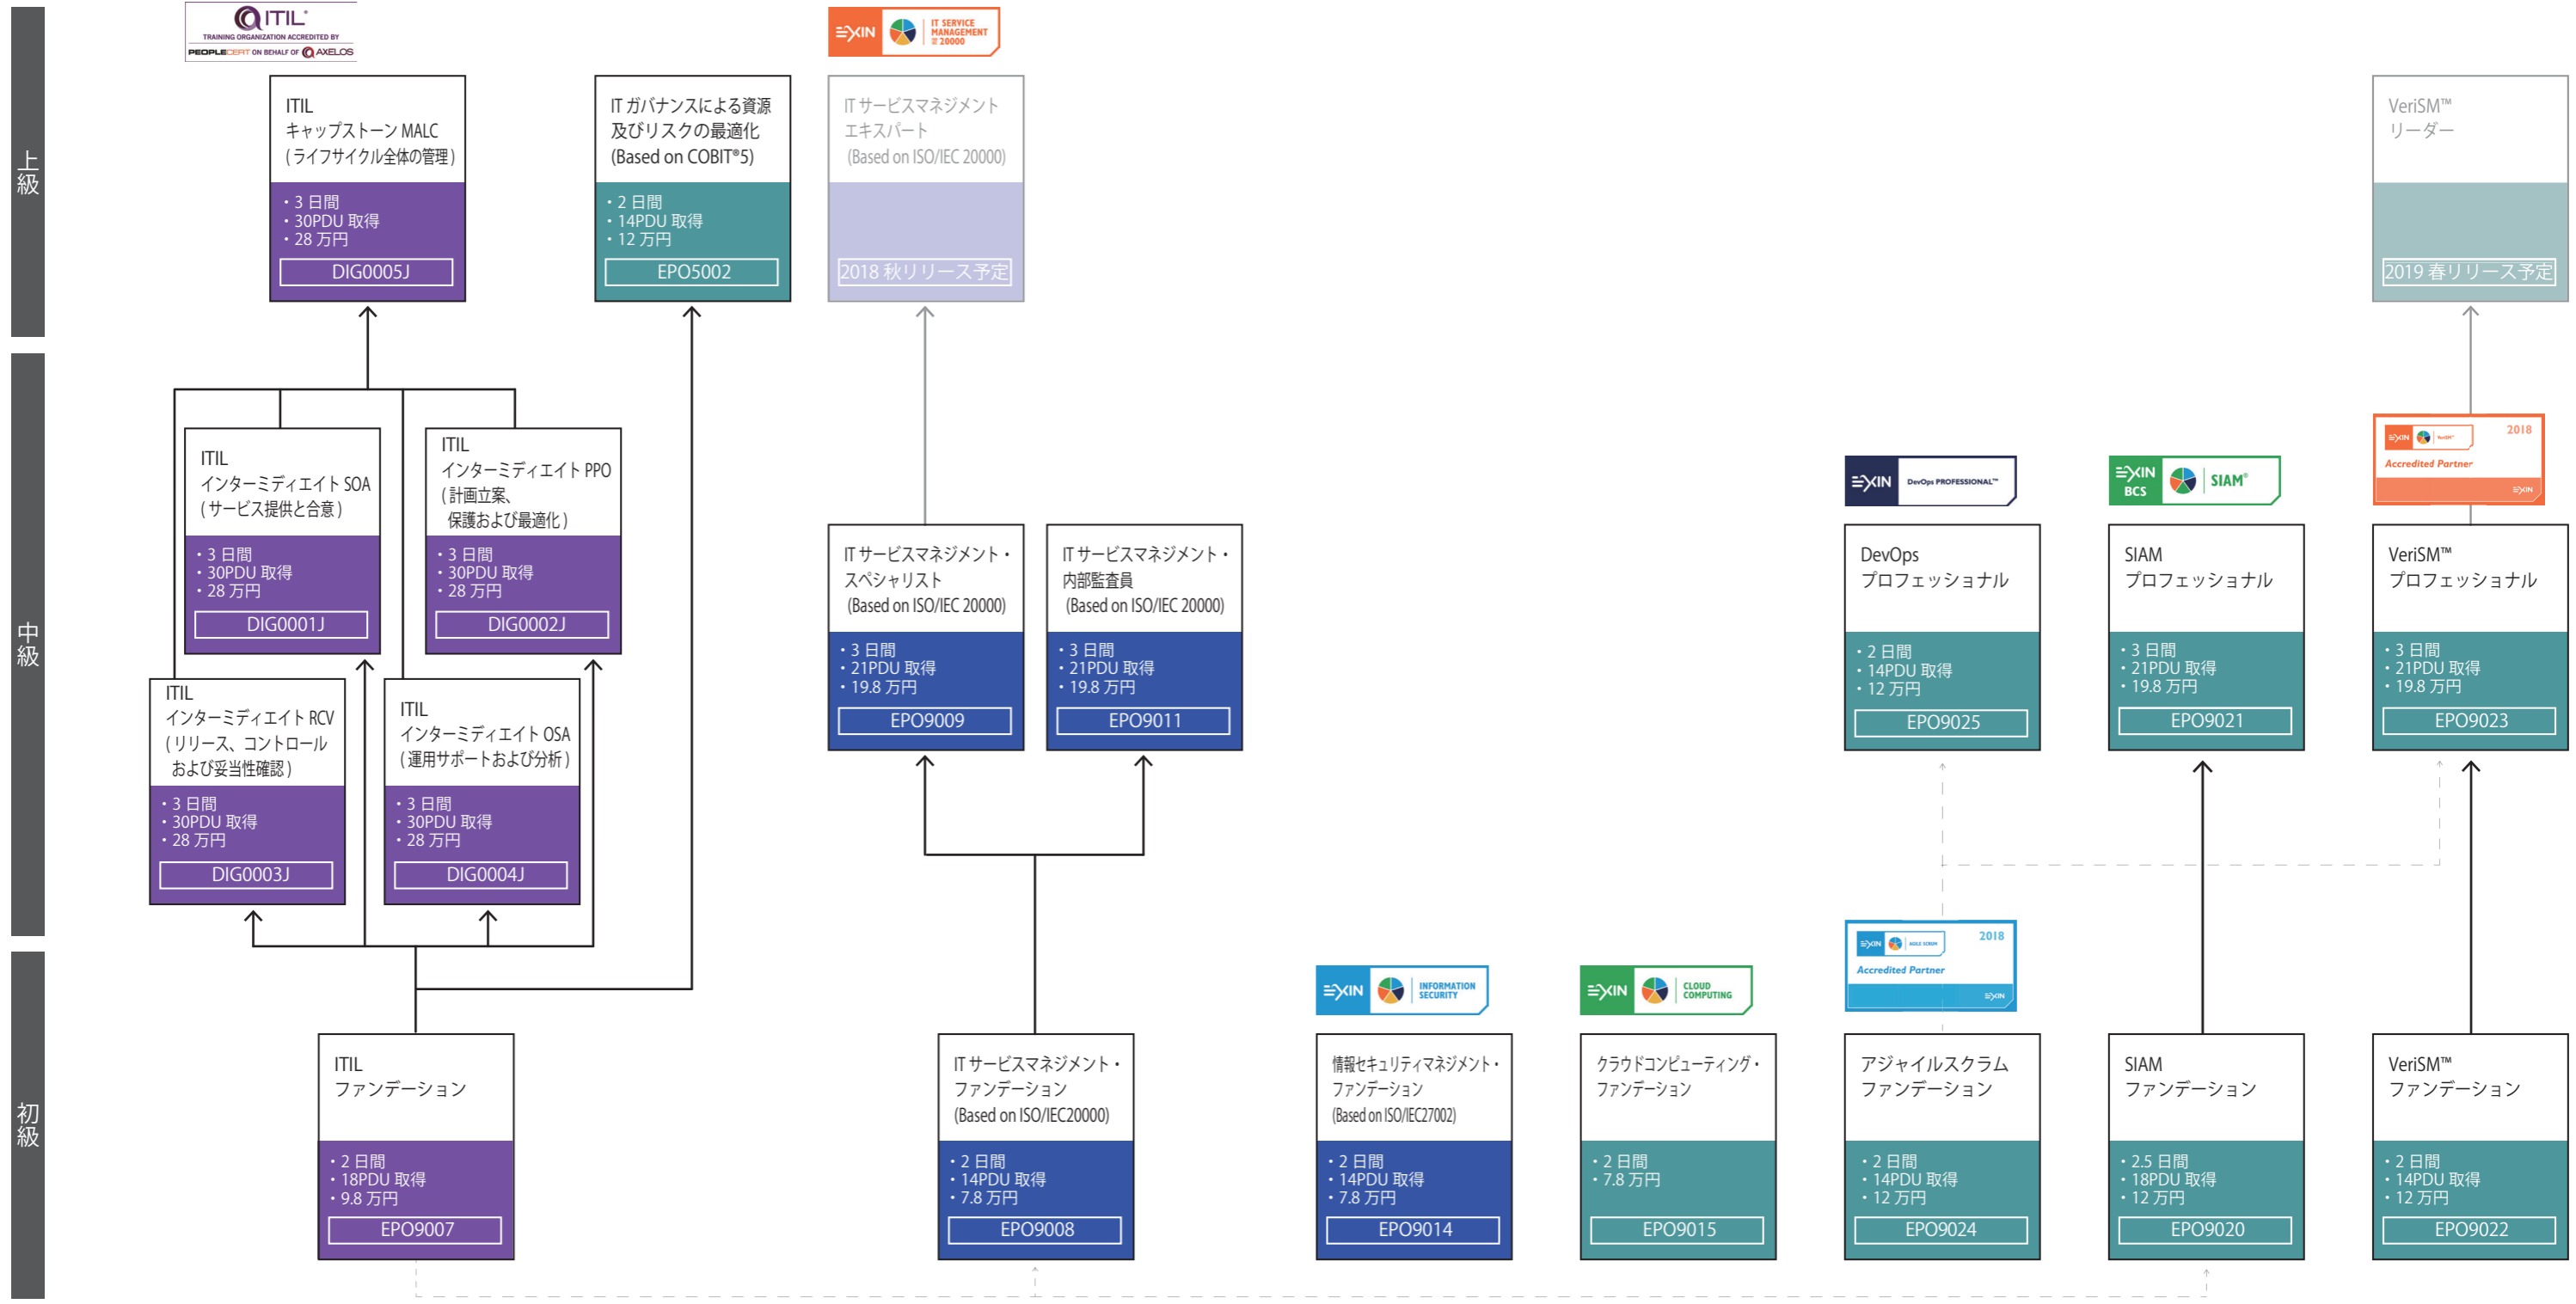 ITIL®
TRAINING ORGANIZATION ACCREDITED BY
PEOPLECERT ON BEHALF OF AXELOS
EXIN
IT SERVICE
MANAGEMENT
20000
上級
ITIL
キャップストーン MALC
( ライフサイクル全体の管理 )
・3 日間
・30PDU 取得
・28 万円
DIG0005J
IT ガバナンスによる資源
及びリスクの最適化
(Based on COBIT®5)
・2 日間
・14PDU 取得
・12 万円
EPO5002
IT サービスマネジメント
エキスパート
(Based on ISO/IEC 20000)
2018 秋リリース予定
VeriSM™
リーダー
2019 春リリース予定
中級
ITIL
インターミディエイト SOA
( サービス提供と合意 )
・3 日間
・30PDU 取得
・28 万円
DIG0001J
ITIL
インターミディエイト PPO
( 計画立案、
保護および最適化 )
・3 日間
・30PDU 取得
・28 万円
DIG0002J
ITIL
インターミディエイト RCV
( リリース、コントロール
および妥当性確認 )
・3 日間
・30PDU 取得
・28 万円
DIG0003J
ITIL
インターミディエイト OSA
( 運用サポートおよび分析 )
・3 日間
・30PDU 取得
・28 万円
DIG0004J
IT サービスマネジメント・
スペシャリスト
(Based on ISO/IEC 20000)
・3 日間
・21PDU 取得
・19.8 万円
EPO9009
IT サービスマネジメント・
内部監査員
(Based on ISO/IEC 20000)
・3 日間
・21PDU 取得
・19.8 万円
EPO9011
EXIN
DevOps PROFESSIONAL™
DevOps
プロフェッショナル
・2 日間
・14PDU 取得
・12 万円
EPO9025
EXIN
BCS
SIAM®
SIAM
プロフェッショナル
・3 日間
・21PDU 取得
・19.8 万円
EPO9021
EXIN
VeriSM™
2018
Accredited Partner
EXIN
VeriSM™
プロフェッショナル
・3 日間
・21PDU 取得
・19.8 万円
EPO9023
初級
ITIL
ファンデーション
・2 日間
・18PDU 取得
・9.8 万円
EPO9007
IT サービスマネジメント・
ファンデーション
(Based on ISO/IEC20000)
・2 日間
・14PDU 取得
・7.8 万円
EPO9008
EXIN
INFORMATION
SECURITY
情報セキュリティマネジメント・
ファンデーション
(Based on ISO/IEC27002)
・2 日間
・14PDU 取得
・7.8 万円
EPO9014
EXIN
CLOUD
COMPUTING
クラウドコンピューティング・
ファンデーション
・2 日間
・7.8 万円
EPO9015
EXIN
AGILE SCRUM
2018
Accredited Partner
EXIN
アジャイルスクラム
ファンデーション
・2 日間
・14PDU 取得
・12 万円
EPO9024
SIAM
ファンデーション
・2.5 日間
・18PDU 取得
・12 万円
EPO9020
VeriSM™
ファンデーション
・2 日間
・14PDU 取得
・12 万円
EPO9022